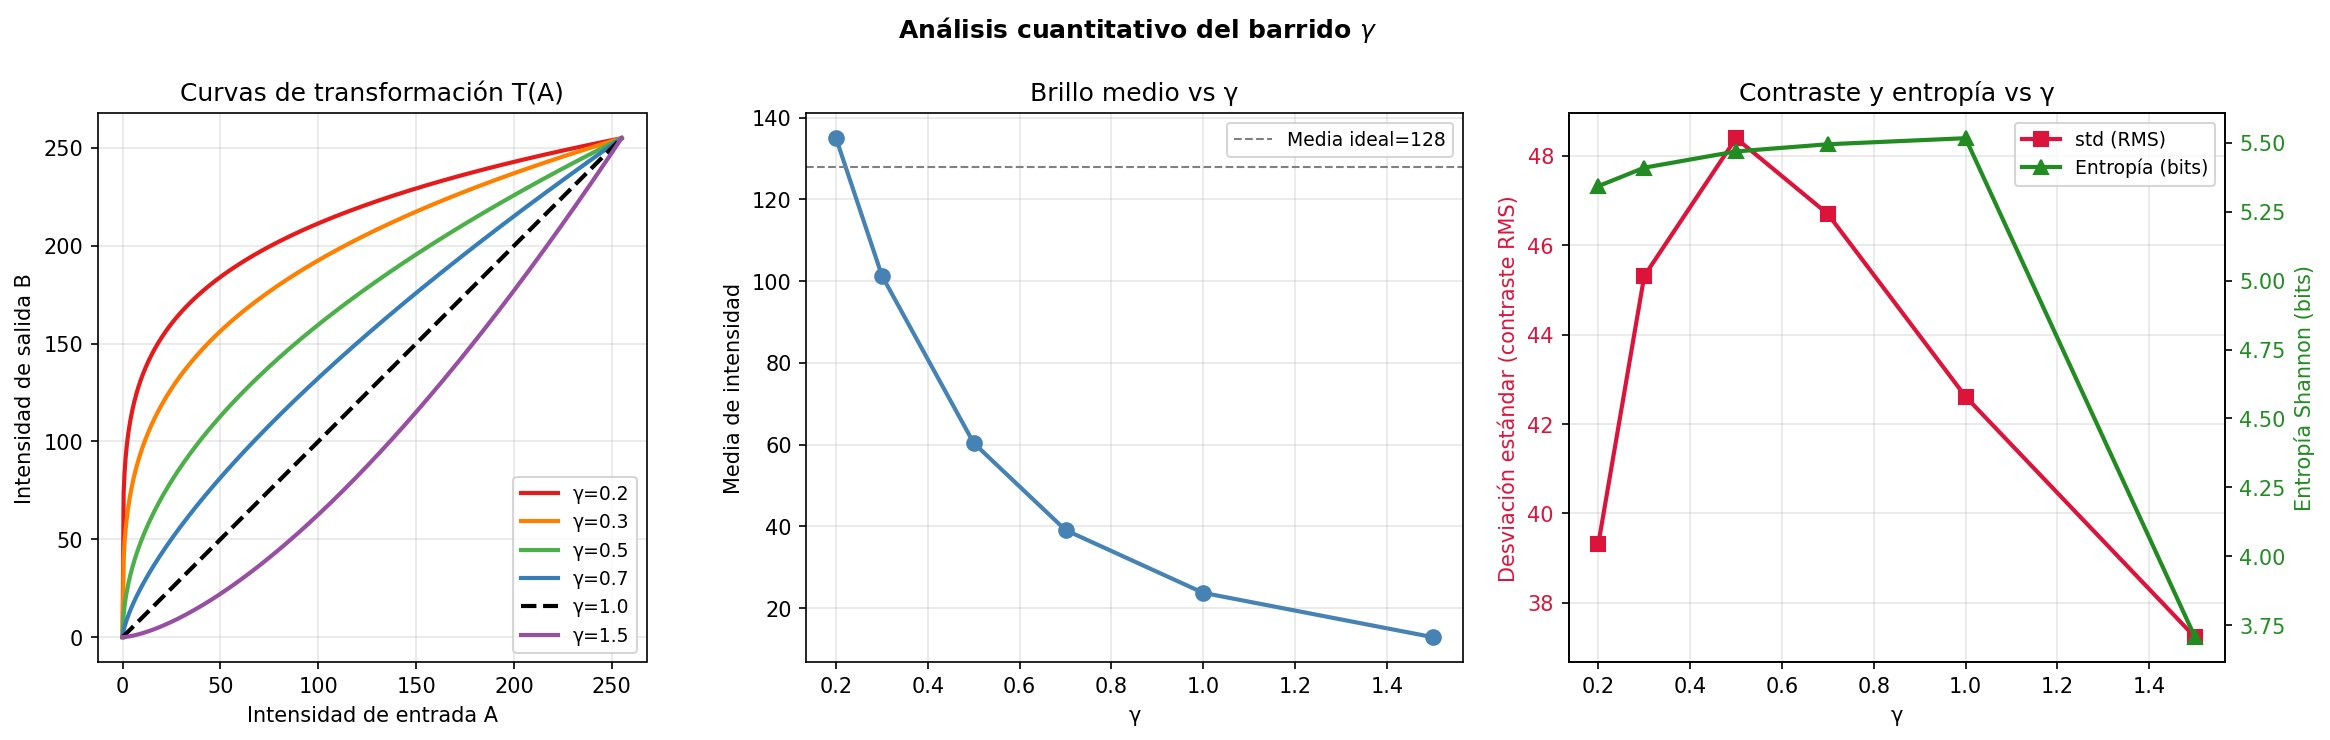 Análisis cuantitativo del barrido γ
Curvas de transformación T(A)
Intensidad de salida B
250
200
150
100
50
0
0 50 100 150 200 250
Intensidad de entrada A
γ=0.2
γ=0.3
γ=0.5
γ=0.7
γ=1.0
γ=1.5
Brillo medio vs γ
Media de intensidad
140
120
100
80
60
40
20
0.2 0.4 0.6 0.8 1.0 1.2 1.4
γ
Media ideal=128
Contraste y entropía vs γ
Desviación estándar (contraste RMS)
48
46
44
42
40
38
0.2 0.4 0.6 0.8 1.0 1.2 1.4
γ
std (RMS)
Entropía (bits)
5.50
5.25
5.00
4.75
4.50
4.25
4.00
3.75
Entropía Shannon (bits)